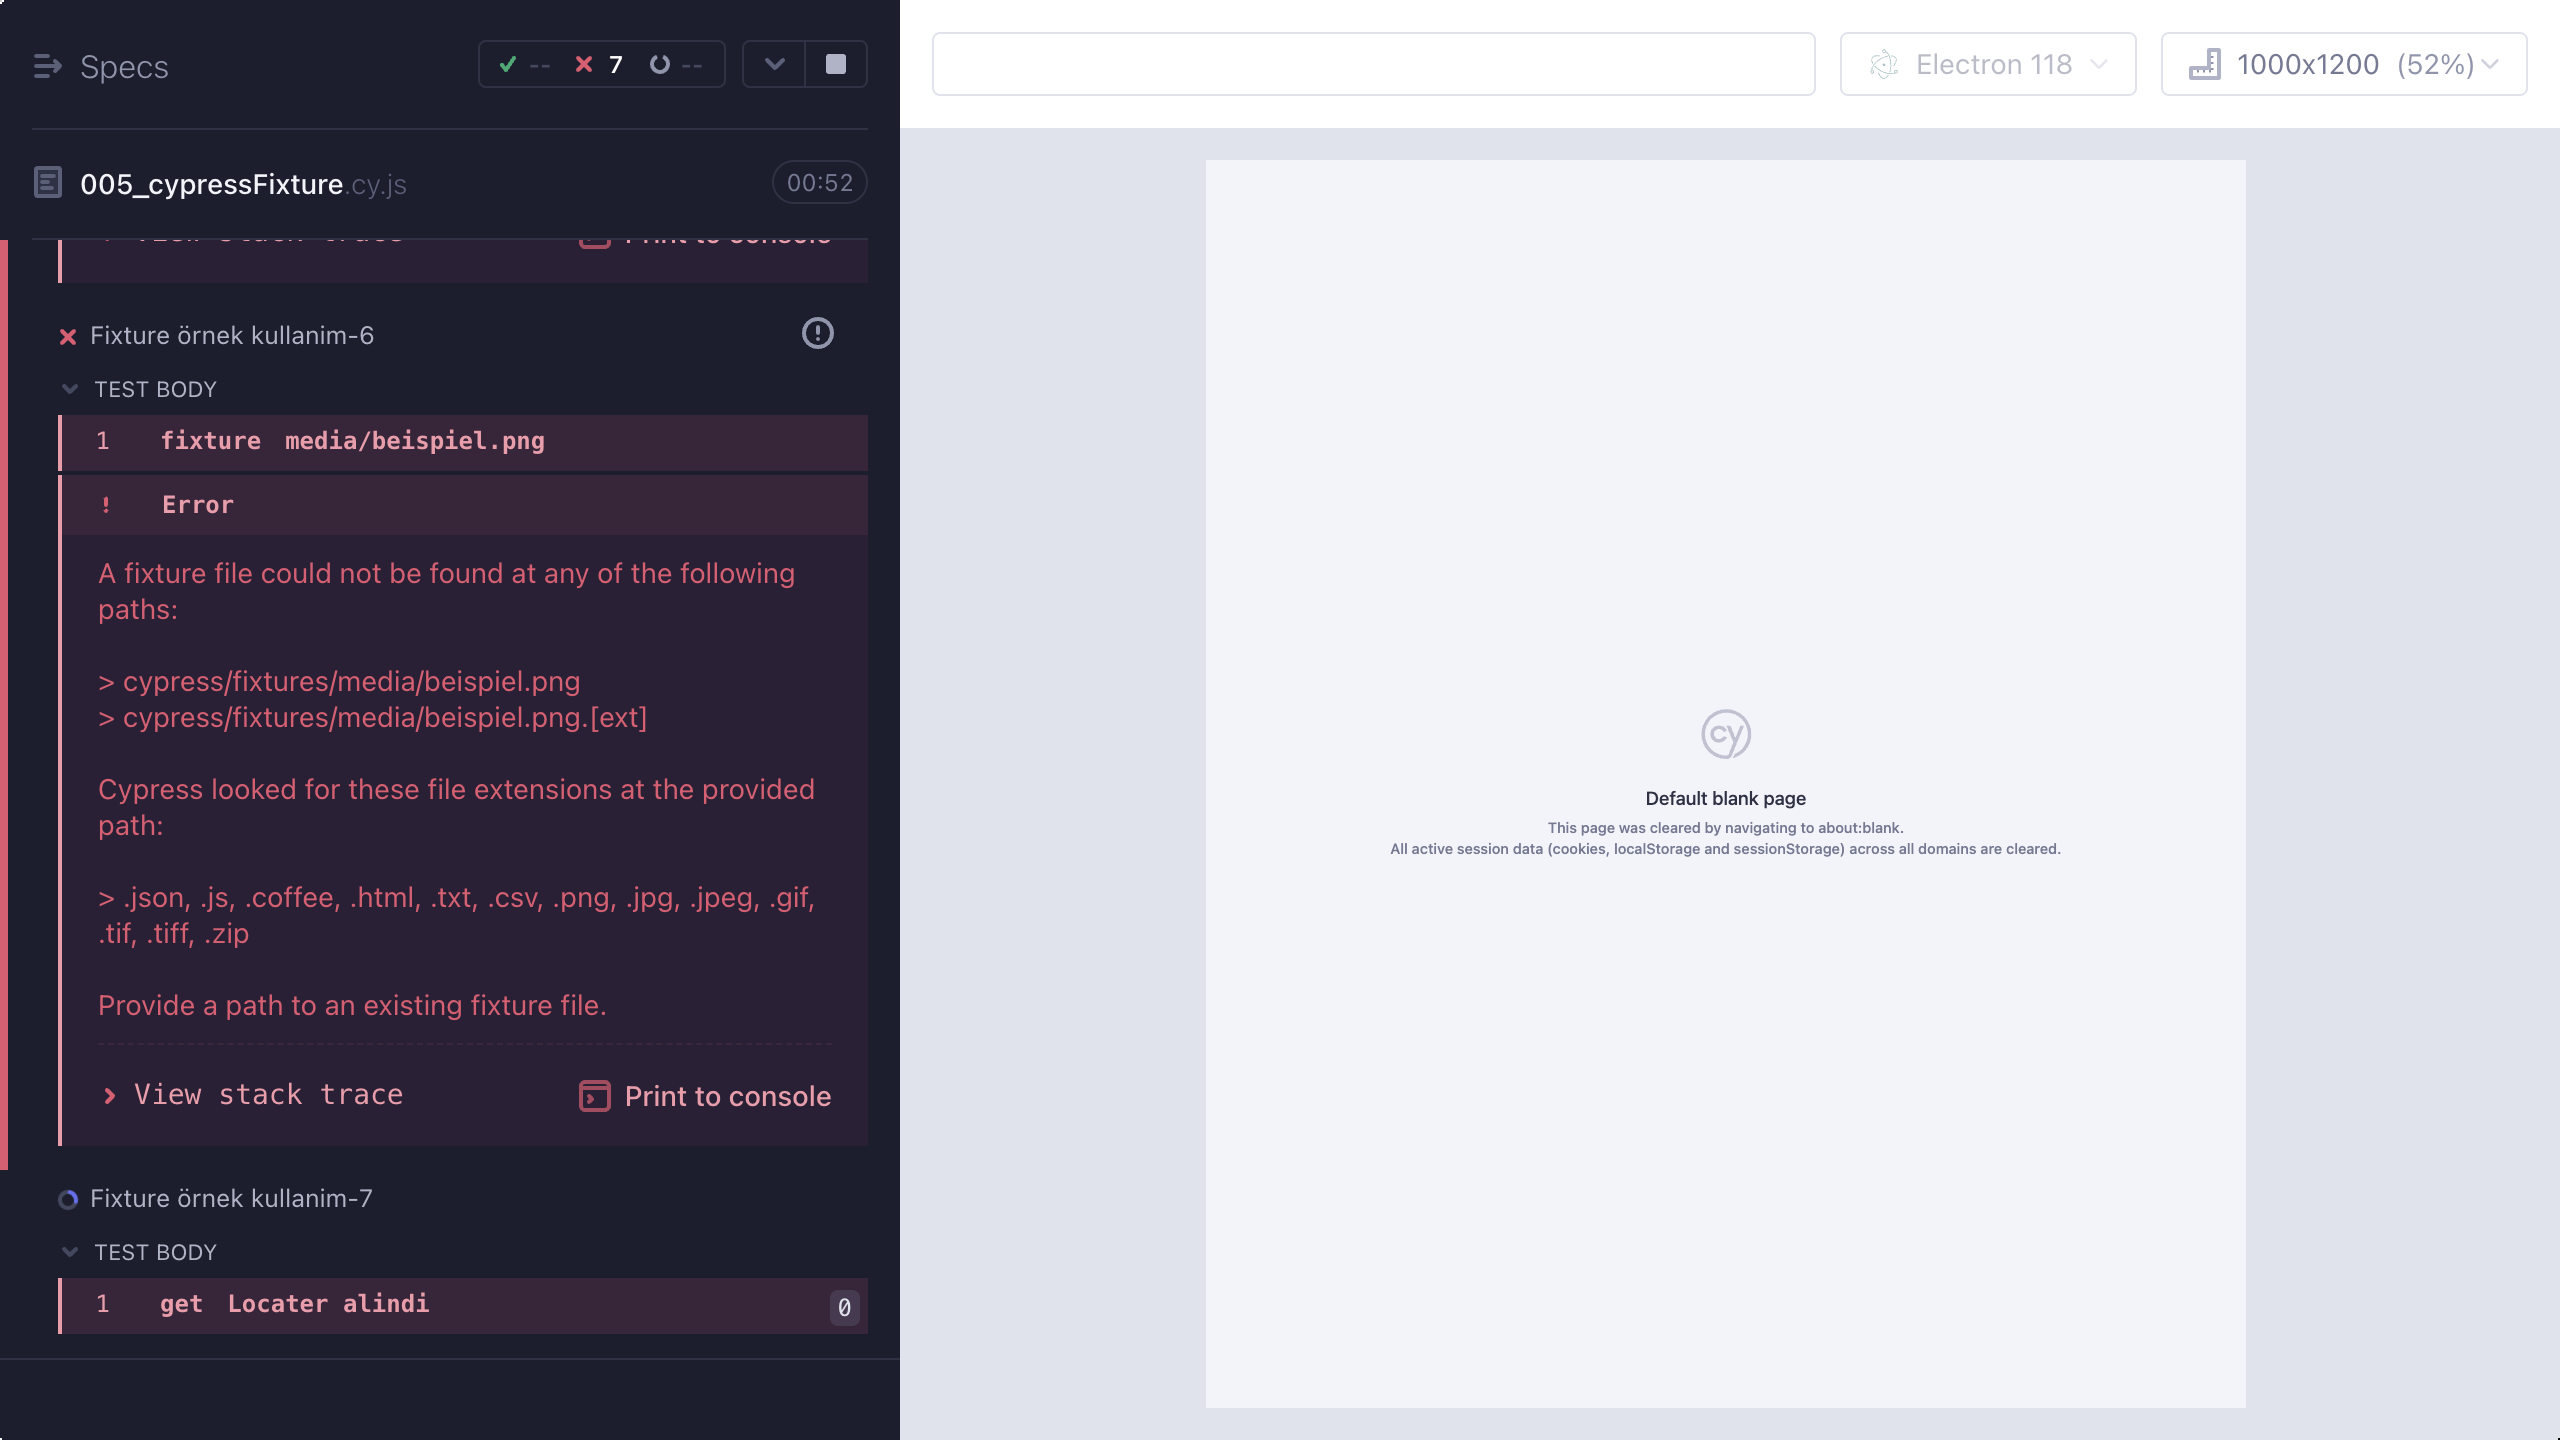 Specs
-- 7 --
005_cypressFixture.cy.js
00:52
View stack trace
Print to console
Fixture örnek kullanim-6
TEST BODY
1 fixture media/beispiel.png
! Error
A fixture file could not be found at any of the following
paths:
> cypress/fixtures/media/beispiel.png
> cypress/fixtures/media/beispiel.png.[ext]
Cypress looked for these file extensions at the provided
path:
> .json, .js, .coffee, .html, .txt, .csv, .png, .jpg, .jpeg, .gif,
.tif, .tiff, .zip
Provide a path to an existing fixture file.
View stack trace
Print to console
Fixture örnek kullanim-7
TEST BODY
1 get Locater alindi 0
Electron 118
1000x1200 (52%)
cy
Default blank page
This page was cleared by navigating to about:blank.
All active session data (cookies, localStorage and sessionStorage) across all domains are cleared.